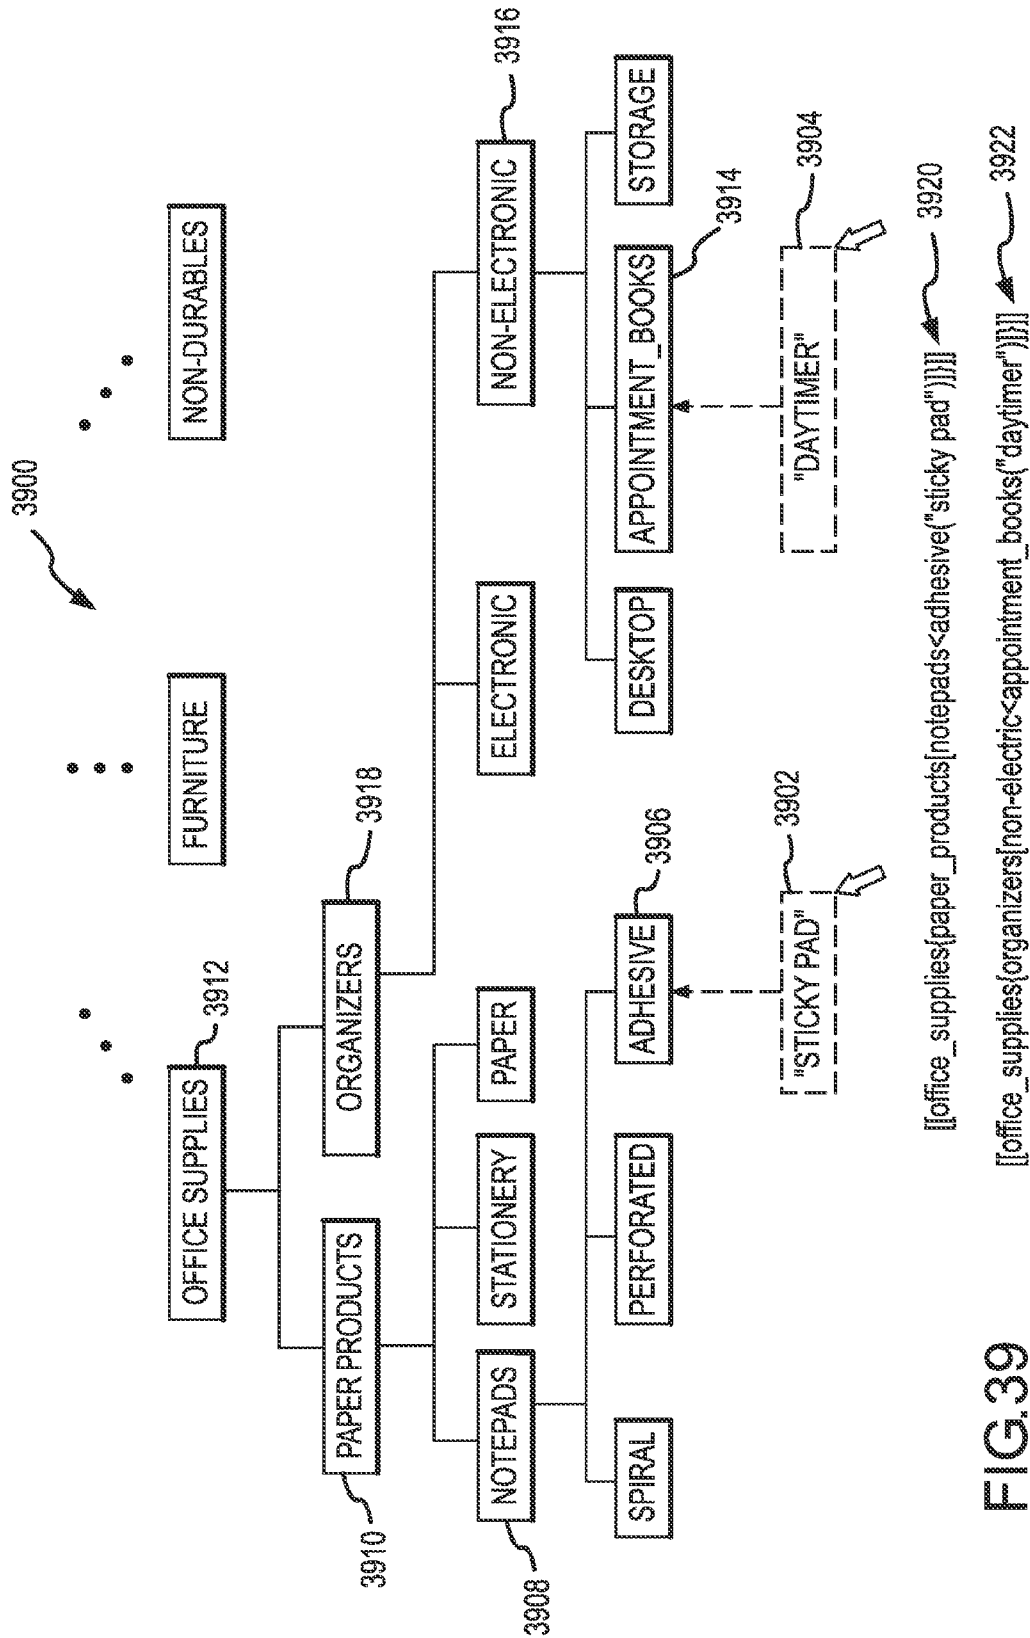 3900
OFFICE SUPPLIES
FURNITURE
NON-DURABLES
3912
PAPER PRODUCTS
ORGANIZERS
3910
3918
NOTEPADS
STATIONERY
PAPER
ELECTRONIC
NON-ELECTRONIC
3908
3916
SPIRAL
PERFORATED
ADHESIVE
DESKTOP
APPOINTMENT_BOOKS
STORAGE
3906
3914
"STICKY PAD"
"DAYTIMER"
3902
3904
[[office_supplies{paper_products[notepads<adhesive("sticky pad")]}]]
3920
[[office_supplies{organizers[non-electric<appointment_books("daytimer")]}]]
3922
FIG.39